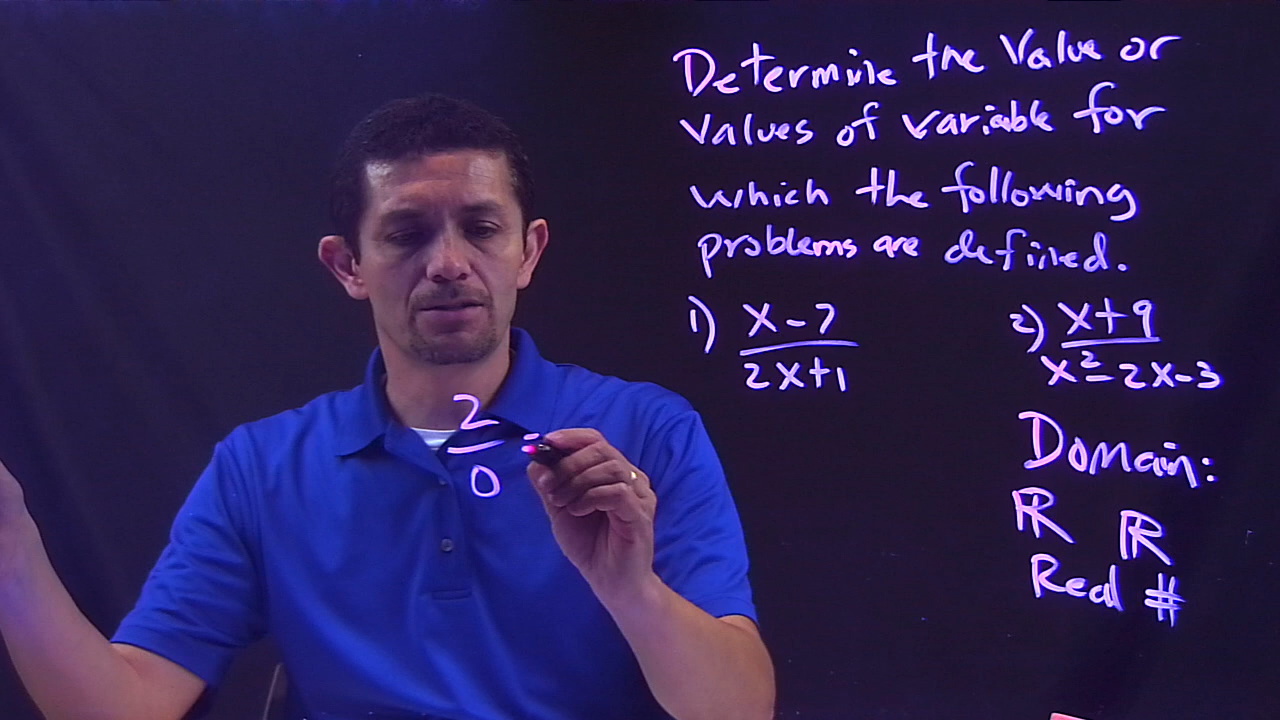 Determine the Value or
Values of variable for
which the following
problems are defined.
1) x-7/2x+1
2) x+9/x²-2x-3
2/0 =
Domain:
ℝ ℝ
Real #